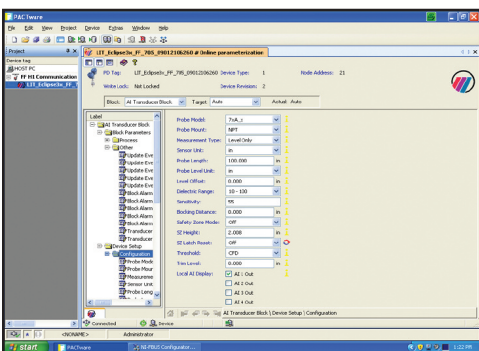 PACTware
File Edit View Project Device Extras Window Help
Project
Device tag
HOST PC
FF H1 Communication
LIT_Eclipse3x_FF_7
LIT_Eclipse3x_FF_705_09012106260 # Online parameterization
PD Tag: LIT_Eclipse3x_FF_705_09012106260 Device Type: 1 Node Address: 21
Write Lock: Not Locked Device Revision: 2
Block: AI Transducer Block Target Auto Actual Auto
Label
AI Transducer Block
Block Parameters
Process
Other
Update Eve
Update Eve
Update Eve
Update Eve
Block Alarm
Block Alarm
Block Alarm
Block Alarm
Transducer
Transducer
Device Setup
Configuration
Probe Mode
Probe Mour
Measureme
Sensor Unit
Probe Leng
Probe Model: 7xA_x
Probe Mount: NPT
Measurement Type: Level Only
Sensor Unit: in
Probe Length: 100.000 in
Probe Level Unit: in
Level Offset: 0.000 in
Dielectric Range: 10 - 100
Sensitivity: 55
Blocking Distance: 0.000 in
Safety Zone Mode: Off
SZ Height: 2.008 in
SZ Latch Reset: Off
Threshold: CFD
Trim Level: 0.000 in
Local AI Display: AI 1 Out
AI 2 Out
AI 3 Out
AI 4 Out
AI Transducer Block \ Device Setup \ Configuration
Connected Device
<NONAME> Administrator
start PACTware NI-FBUS Configurator... 1:22 PM